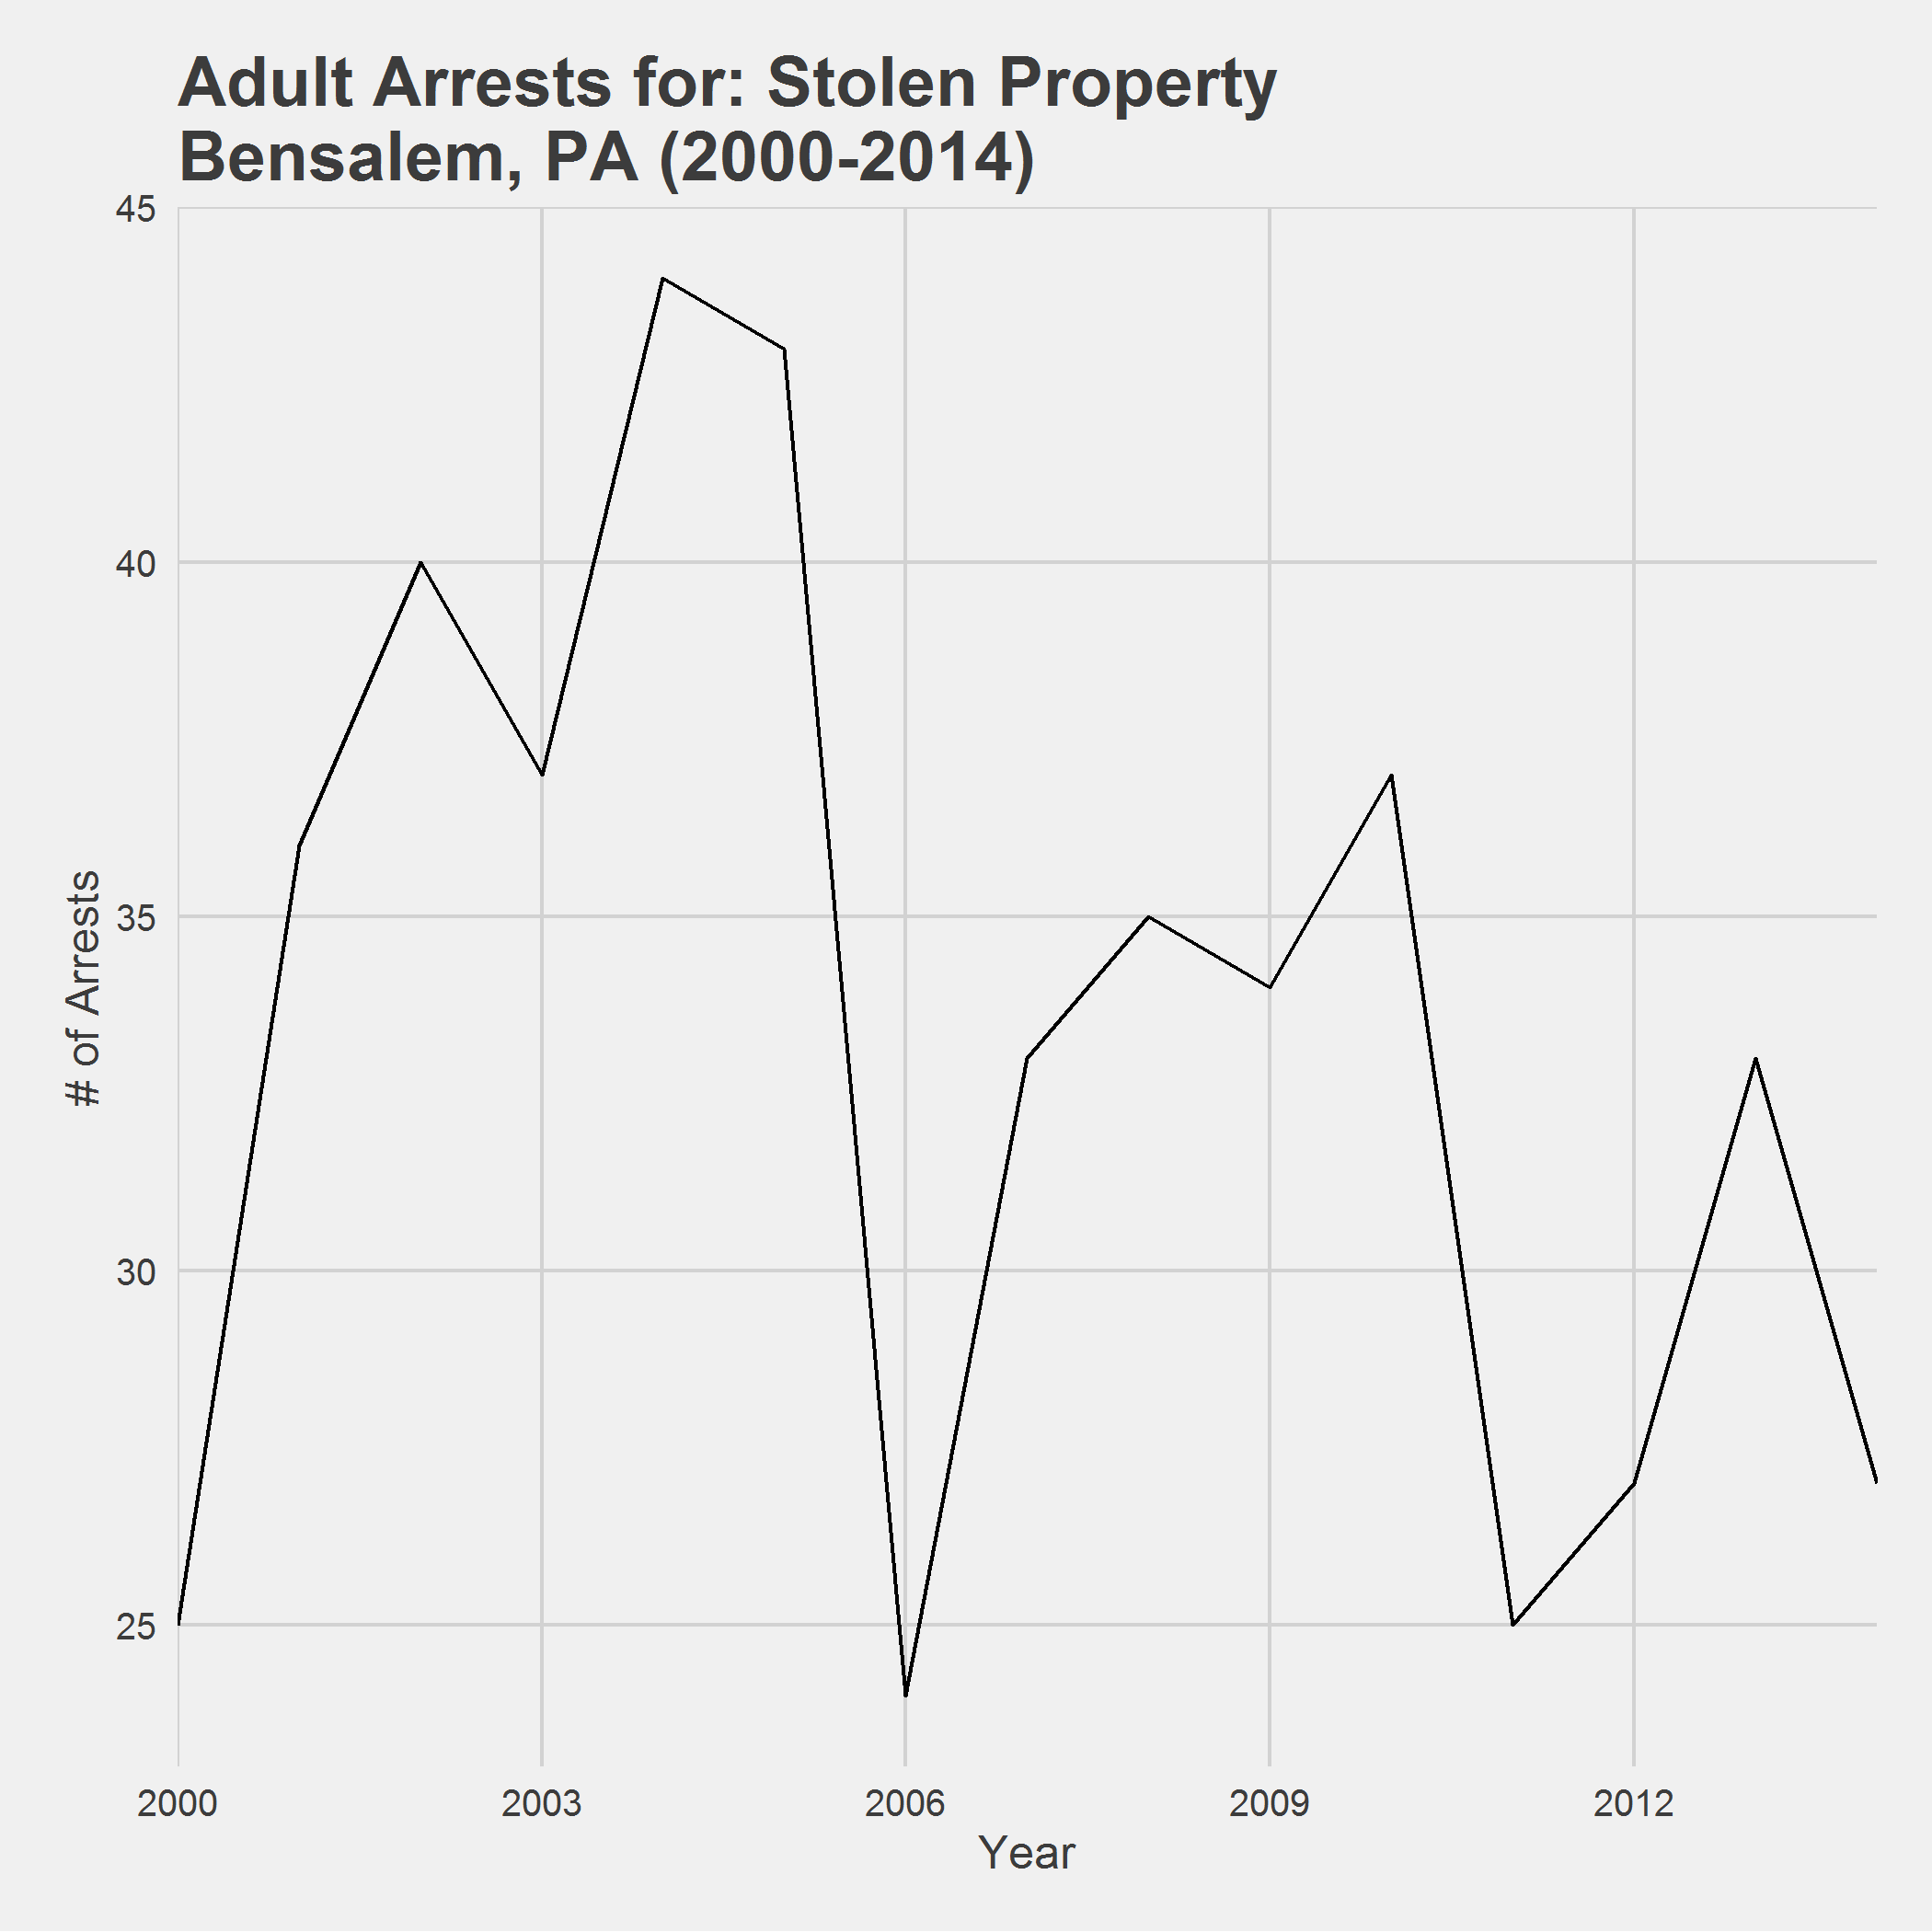 Adult Arrests for: Stolen Property
Bensalem, PA (2000-2014)
45
40
35
30
25
# of Arrests
2000 2003 2006 2009 2012
Year